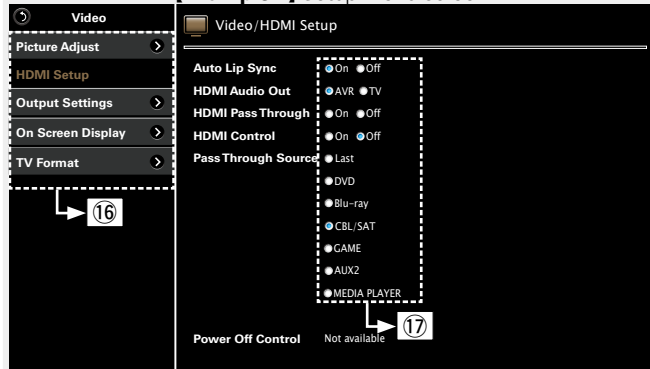 Video
Picture Adjust
HDMI Setup
Output Settings
On Screen Display
TV Format
⑯
Video/HDMI Setup
Auto Lip Sync On Off
HDMI Audio Out AVR TV
HDMI Pass Through On Off
HDMI Control On Off
Pass Through Source Last
DVD
Blu-ray
CBL/SAT
GAME
AUX2
MEDIA PLAYER
⑰
Power Off Control Not available